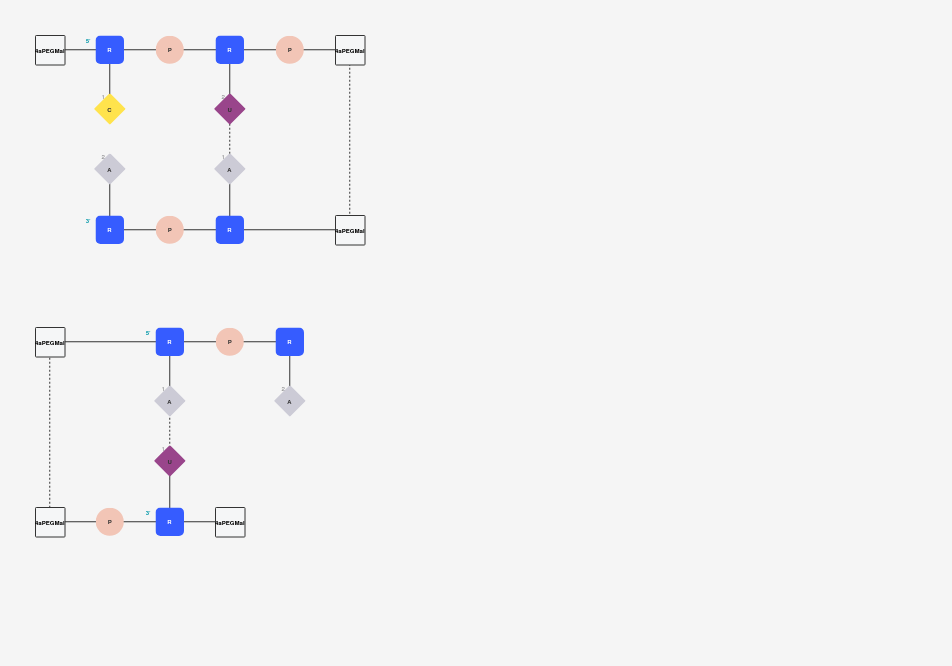 5'
4aPEGMal R P R P 4aPEGMal
1 2
C U
2 1
A A
3'
R P R 4aPEGMal
5'
4aPEGMal R P R
1 2
A A
1
U
3'
4aPEGMal P R 4aPEGMal